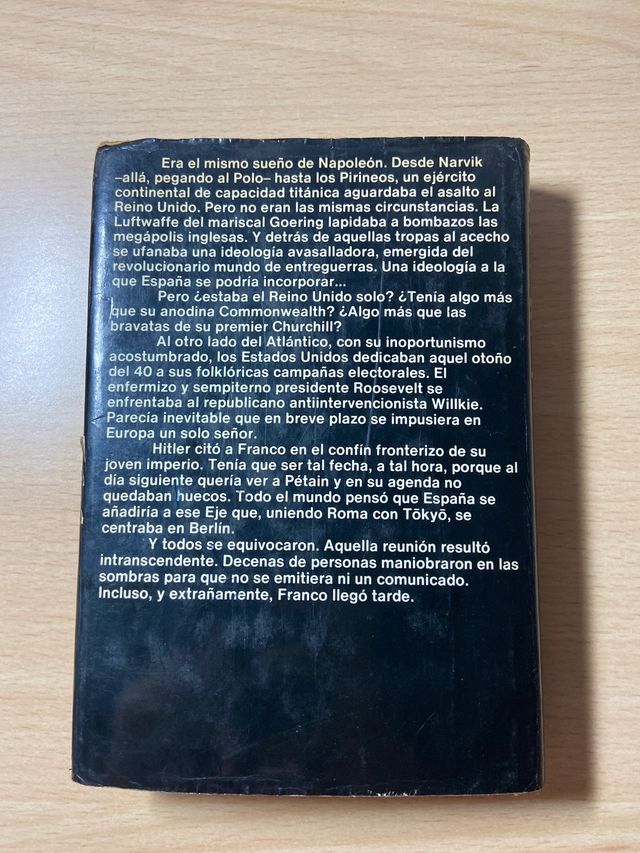 Era el mismo sueño de Napoleón. Desde Narvik
–allá, pegando al Polo– hasta los Pirineos, un ejército
continental de capacidad titánica aguardaba el asalto al
Reino Unido. Pero no eran las mismas circunstancias. La
Luftwaffe del mariscal Goering lapidaba a bombazos las
megápolis inglesas. Y detrás de aquellas tropas al acecho
se ufanaba una ideología avasalladora, emergida del
revolucionario mundo de entreguerras. Una ideología a la
que España se podría incorporar...
Pero ¿estaba el Reino Unido solo? ¿Tenía algo más
que su anodina Commonwealth? ¿Algo más que las
bravatas de su premier Churchill?
Al otro lado del Atlántico, con su inoportunismo
acostumbrado, los Estados Unidos dedicaban aquel otoño
del 40 a sus folklóricas campañas electorales. El
enfermizo y sempiterno presidente Roosevelt se
enfrentaba al republicano antiintervencionista Willkie.
Parecía inevitable que en breve plazo se impusiera en
Europa un solo señor.
Hitler citó a Franco en el confín fronterizo de su
joven imperio. Tenía que ser tal fecha, a tal hora, porque al
día siguiente quería ver a Pétain y en su agenda no
quedaban huecos. Todo el mundo pensó que España se
añadiría a ese Eje que, uniendo Roma con Tōkyō, se
centraba en Berlín.
Y todos se equivocaron. Aquella reunión resultó
intranscendente. Decenas de personas maniobraron en las
sombras para que no se emitiera ni un comunicado.
Incluso, y extrañamente, Franco llegó tarde.